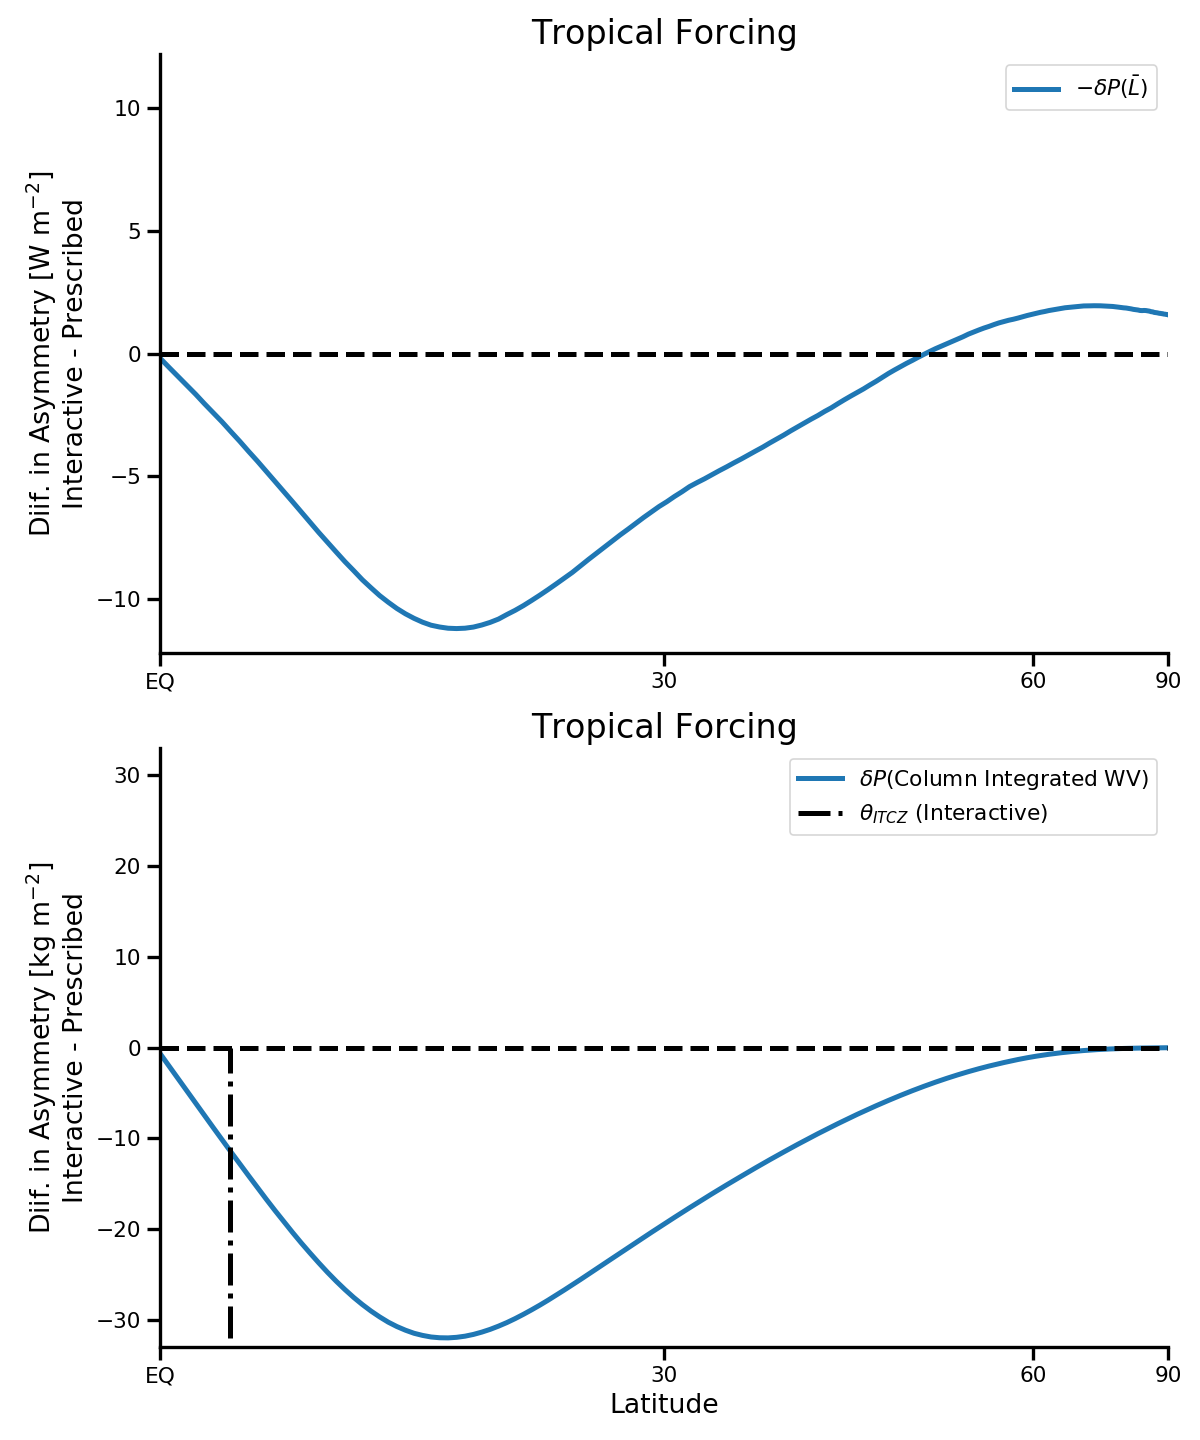 Tropical Forcing
−δP(L̄)
Diif. in Asymmetry [W m⁻²]
Interactive - Prescribed
10
5
0
−5
−10
EQ 30 60 90
Tropical Forcing
δP(Column Integrated WV)
θ_ITCZ (Interactive)
Diif. in Asymmetry [kg m⁻²]
Interactive - Prescribed
30
20
10
0
−10
−20
−30
EQ 30 60 90
Latitude